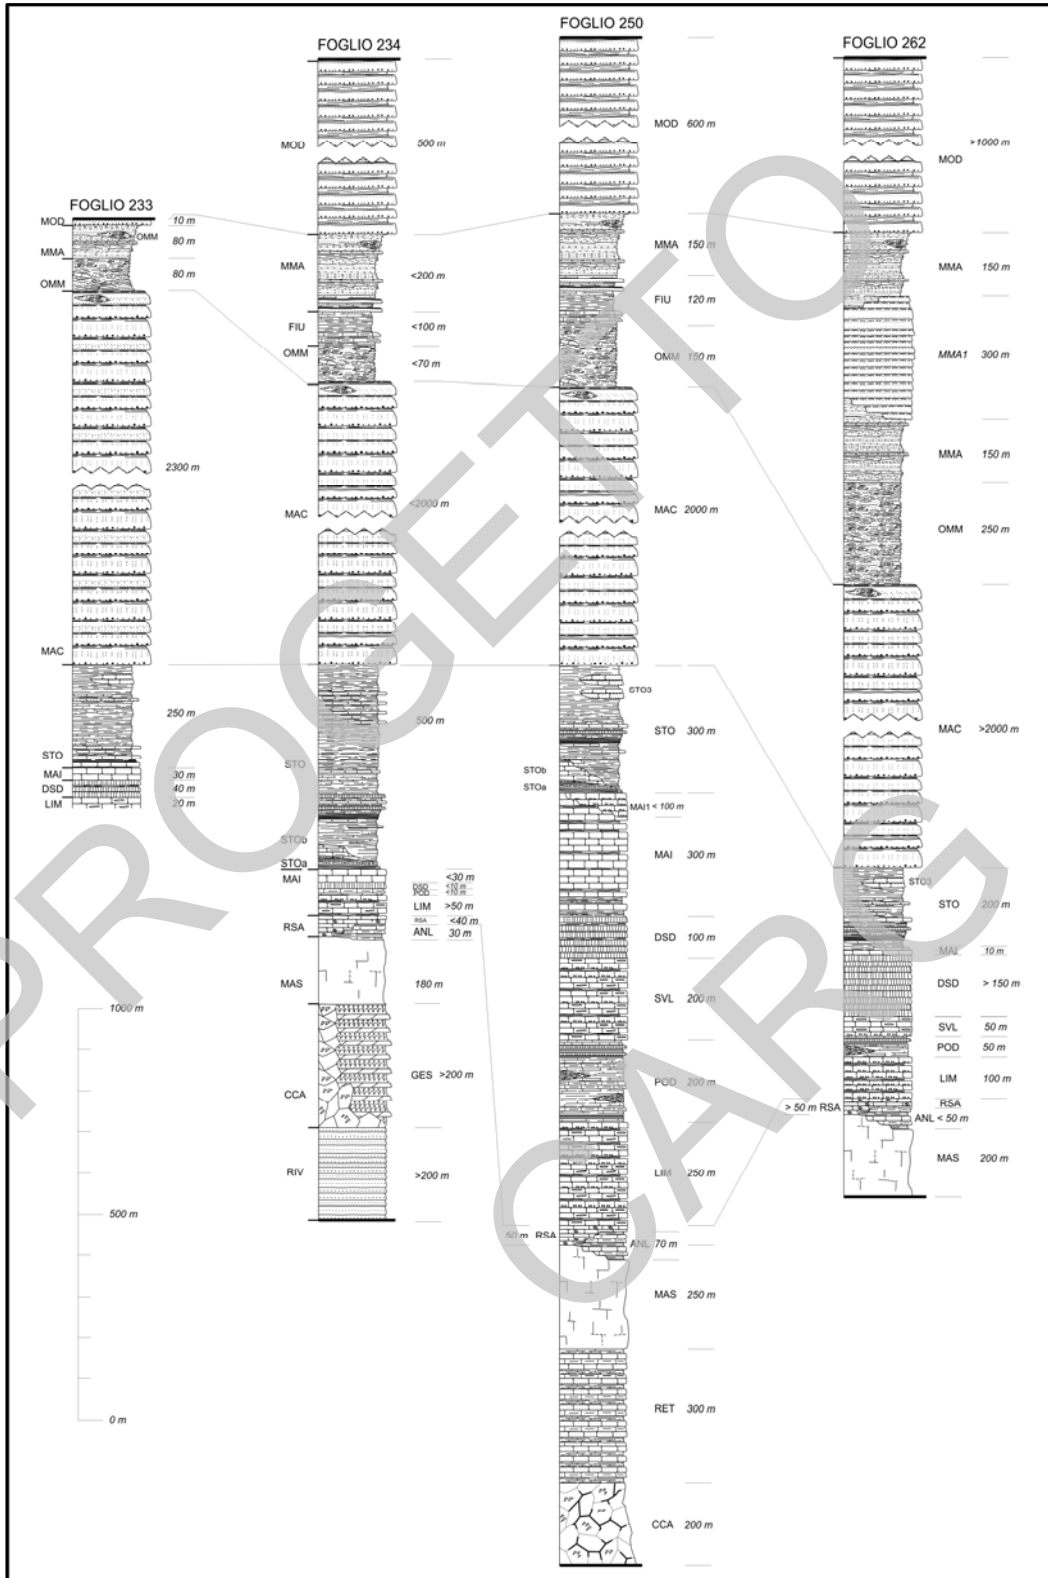 FOGLIO 233
MOD 10 m
OMM
80 m
MMA
80 m
OMM
2300 m
MAC
250 m
STO
MAI 30 m
DSD 40 m
LIM 20 m
1000 m
500 m
0 m
FOGLIO 234
MOD 500 m
MMA <200 m
FIU <100 m
OMM <70 m
MAC <2000 m
500 m
STO
STOb
STOa
MAI <30 m
DSD <10 m
POD <10 m
LIM >50 m
RSA RSA <40 m
ANL 30 m
MAS 180 m
GES >200 m
CCA
RIV >200 m
FOGLIO 250
MOD 600 m
MMA 150 m
FIU 120 m
OMM 150 m
MAC 2000 m
STO3
STO 300 m
STOb
STOa
MAI1 < 100 m
MAI 300 m
DSD 100 m
SVL 200 m
POD 200 m
LIM 250 m
50 m RSA
ANL 70 m
MAS 250 m
RET 300 m
CCA 200 m
FOGLIO 262
>1000 m
MOD
MMA 150 m
MMA1 300 m
MMA 150 m
OMM 250 m
MAC >2000 m
STO3
STO 200 m
MAI 10 m
DSD > 150 m
SVL 50 m
POD 50 m
LIM 100 m
> 50 m RSA RSA
ANL < 50 m
MAS 200 m
PROGETTO
CARG